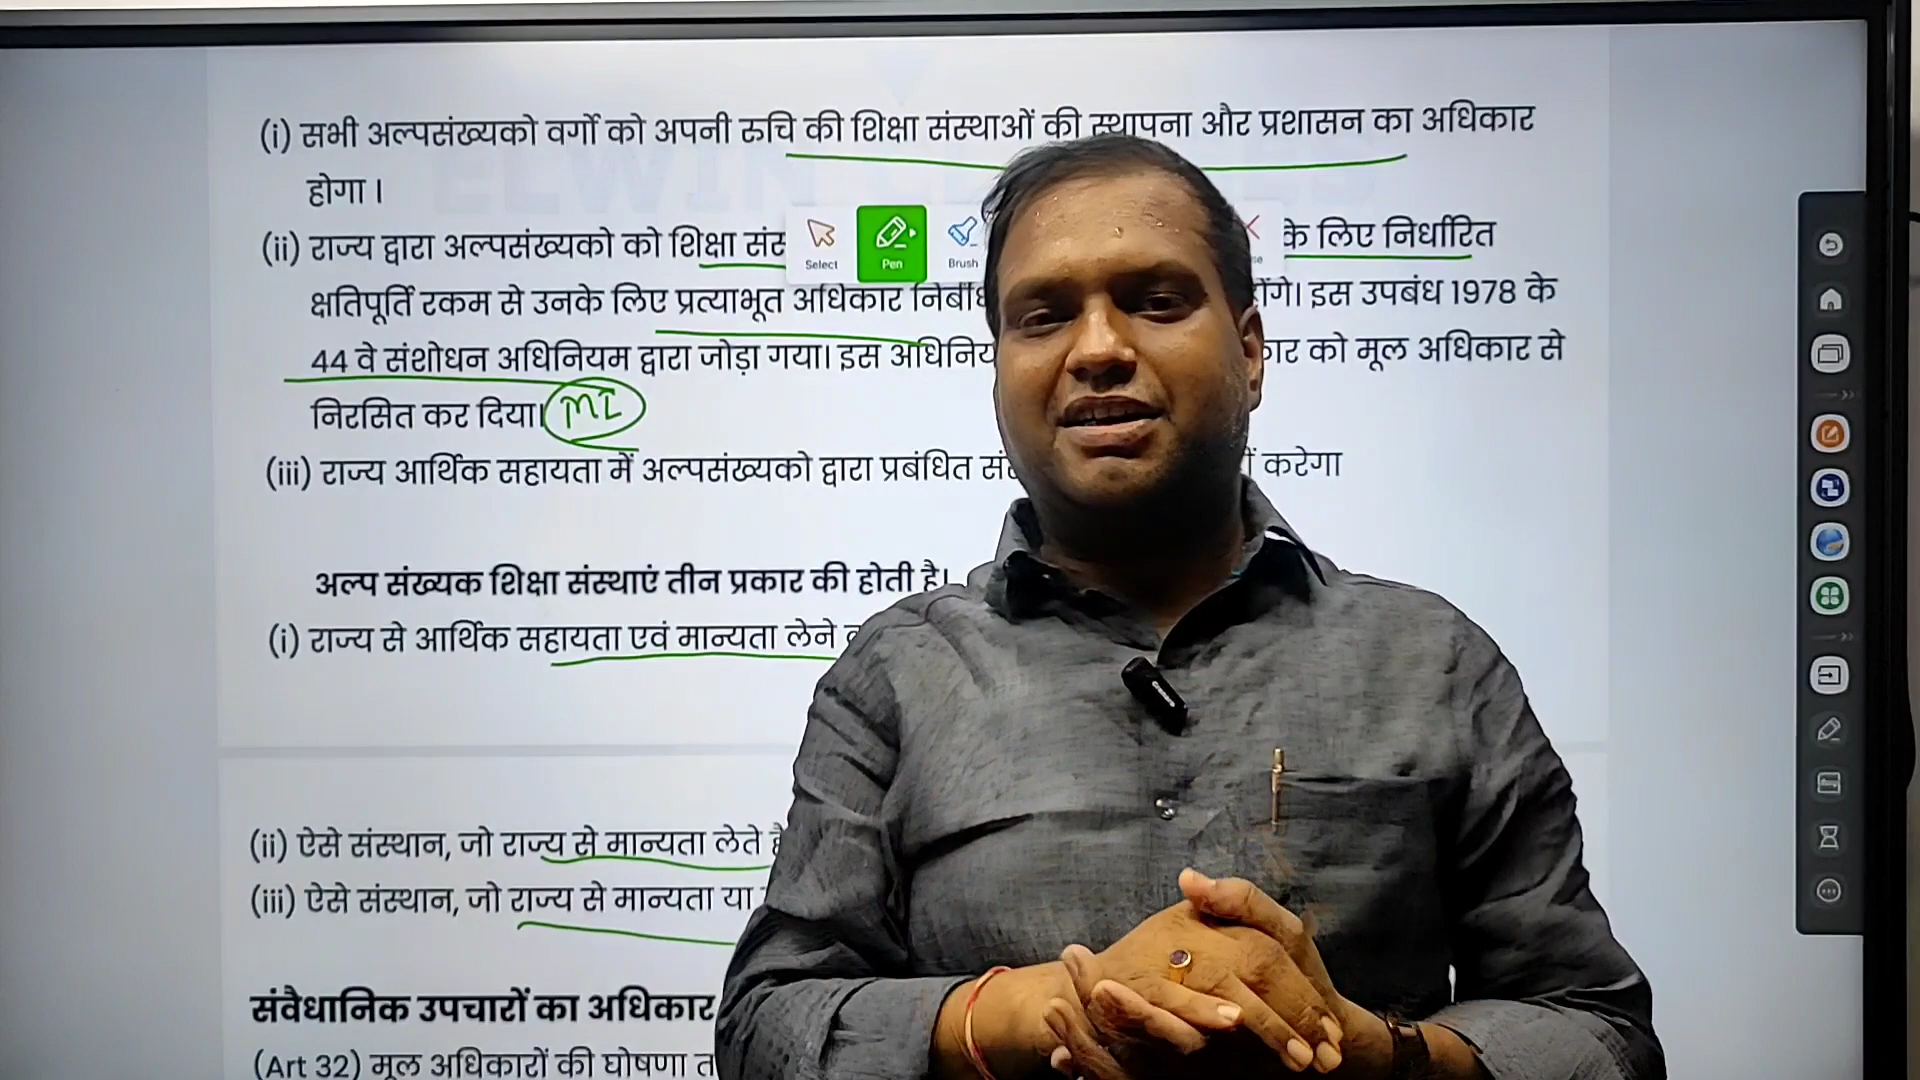 (i) सभी अल्पसंख्यको वर्गो को अपनी रुचि की शिक्षा संस्थाओं की स्थापना और प्रशासन का अधिकार
होगा ।
(ii) राज्य द्वारा अल्पसंख्यको को शिक्षा के लिए निर्धारित
Select Pen Brush
क्षतिपूर्ति रकम से उनके लिए प्रत्याभूत अधिकार इस उपबंध 1978 के
44 वे संशोधन अधिनियम द्वारा जोड़ा गया। इस को मूल अधिकार से
निरसित कर दिया।
(iii) राज्य आर्थिक सहायता में अल्पसंख्यको द्वारा प्रबंधित करेगा
अल्प संख्यक शिक्षा संस्थाएं तीन प्रकार की होती है।
(i) राज्य से आर्थिक सहायता एवं मान्यता लेने
(ii) ऐसे संस्थान, जो राज्य से मान्यता लेते
(iii) ऐसे संस्थान, जो राज्य से मान्यता या
संवैधानिक उपचारों का अधिकार
(Art 32) मूल अधिकारों की घोषणा